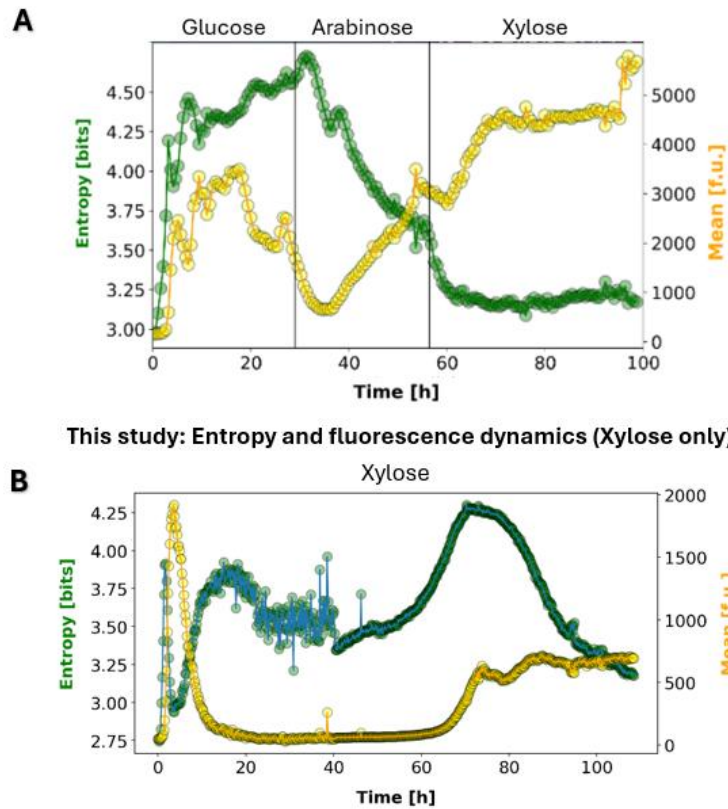 A
Glucose Arabinose Xylose
Entropy [bits]
4.50
4.25
4.00
3.75
3.50
3.25
3.00
5000
4000
3000
2000
1000
0
Mean [f.u.]
0 20 40 60 80 100
Time [h]
This study: Entropy and fluorescence dynamics (Xylose only)
B
Xylose
Entropy [bits]
4.25
4.00
3.75
3.50
3.25
3.00
2.75
2000
1500
1000
500
0
Mean [f.u.]
0 20 40 60 80 100
Time [h]